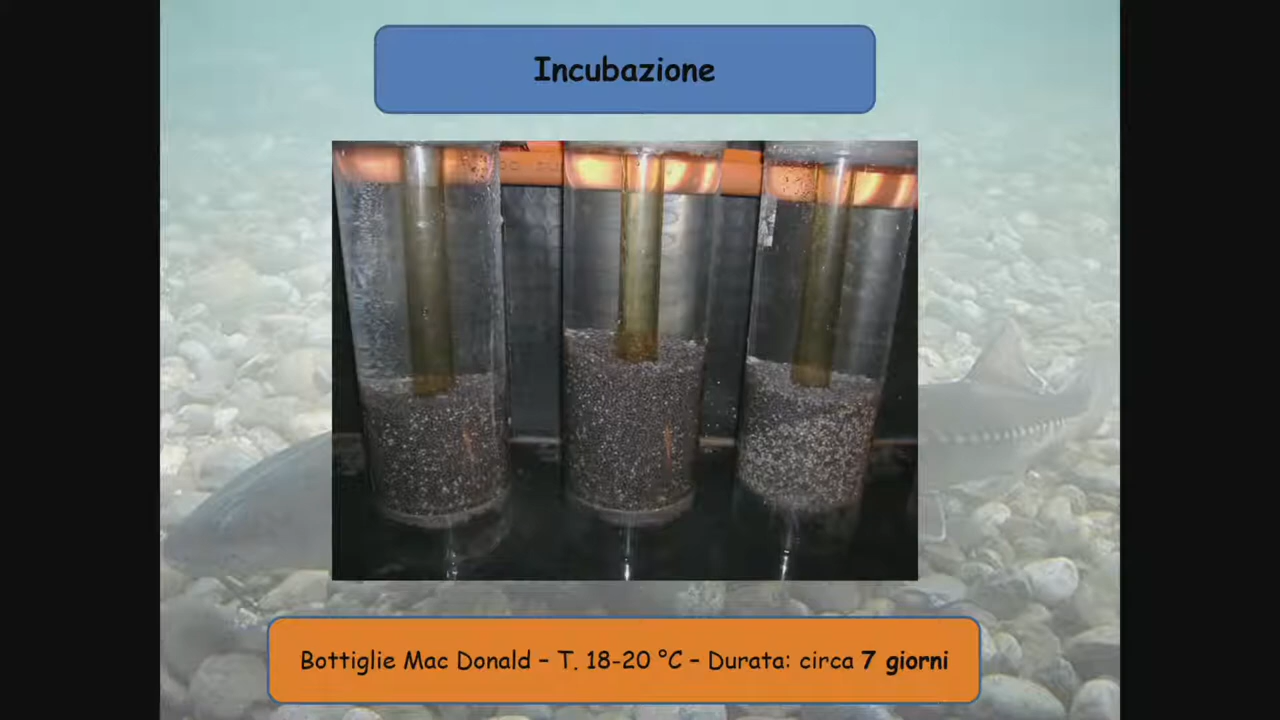 Incubazione
Bottiglie Mac Donald – T. 18-20 °C – Durata: circa 7 giorni